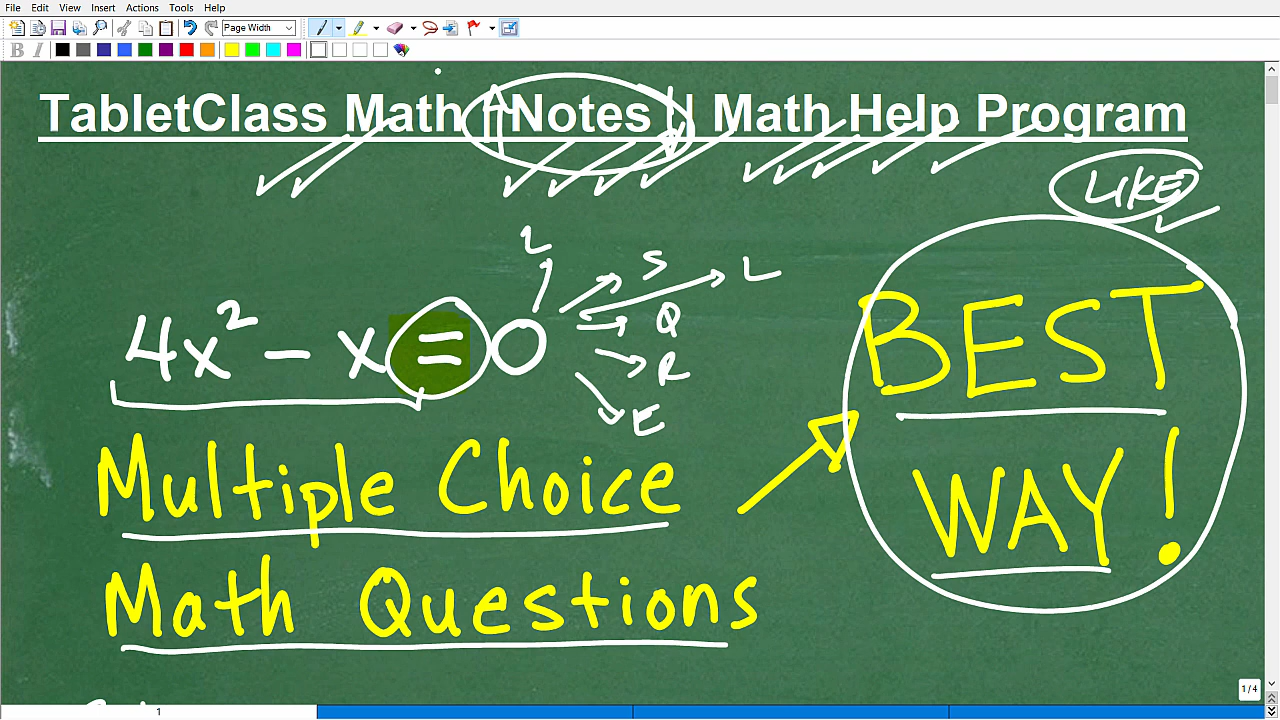 File Edit View Insert Actions Tools Help
Page Width
B I
TabletClass Math | Notes | Math Help Program
LIKE
2
S
L
4x² - x = 0
Q
R
E
BEST
WAY!
Multiple Choice
Math Questions
1/4
1